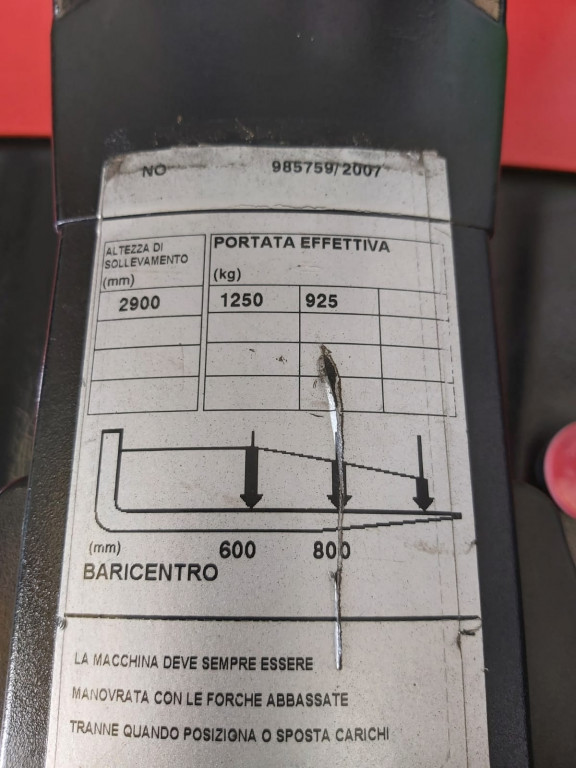 NO 985759/2007
ALTEZZA DI SOLLEVAMENTO (mm)
PORTATA EFFETTIVA (kg)
2900 1250 925
(mm) 600 800
BARICENTRO
LA MACCHINA DEVE SEMPRE ESSERE
MANOVRATA CON LE FORCHE ABBASSATE
TRANNE QUANDO POSIZIGNA O SPOSTA CARICHI